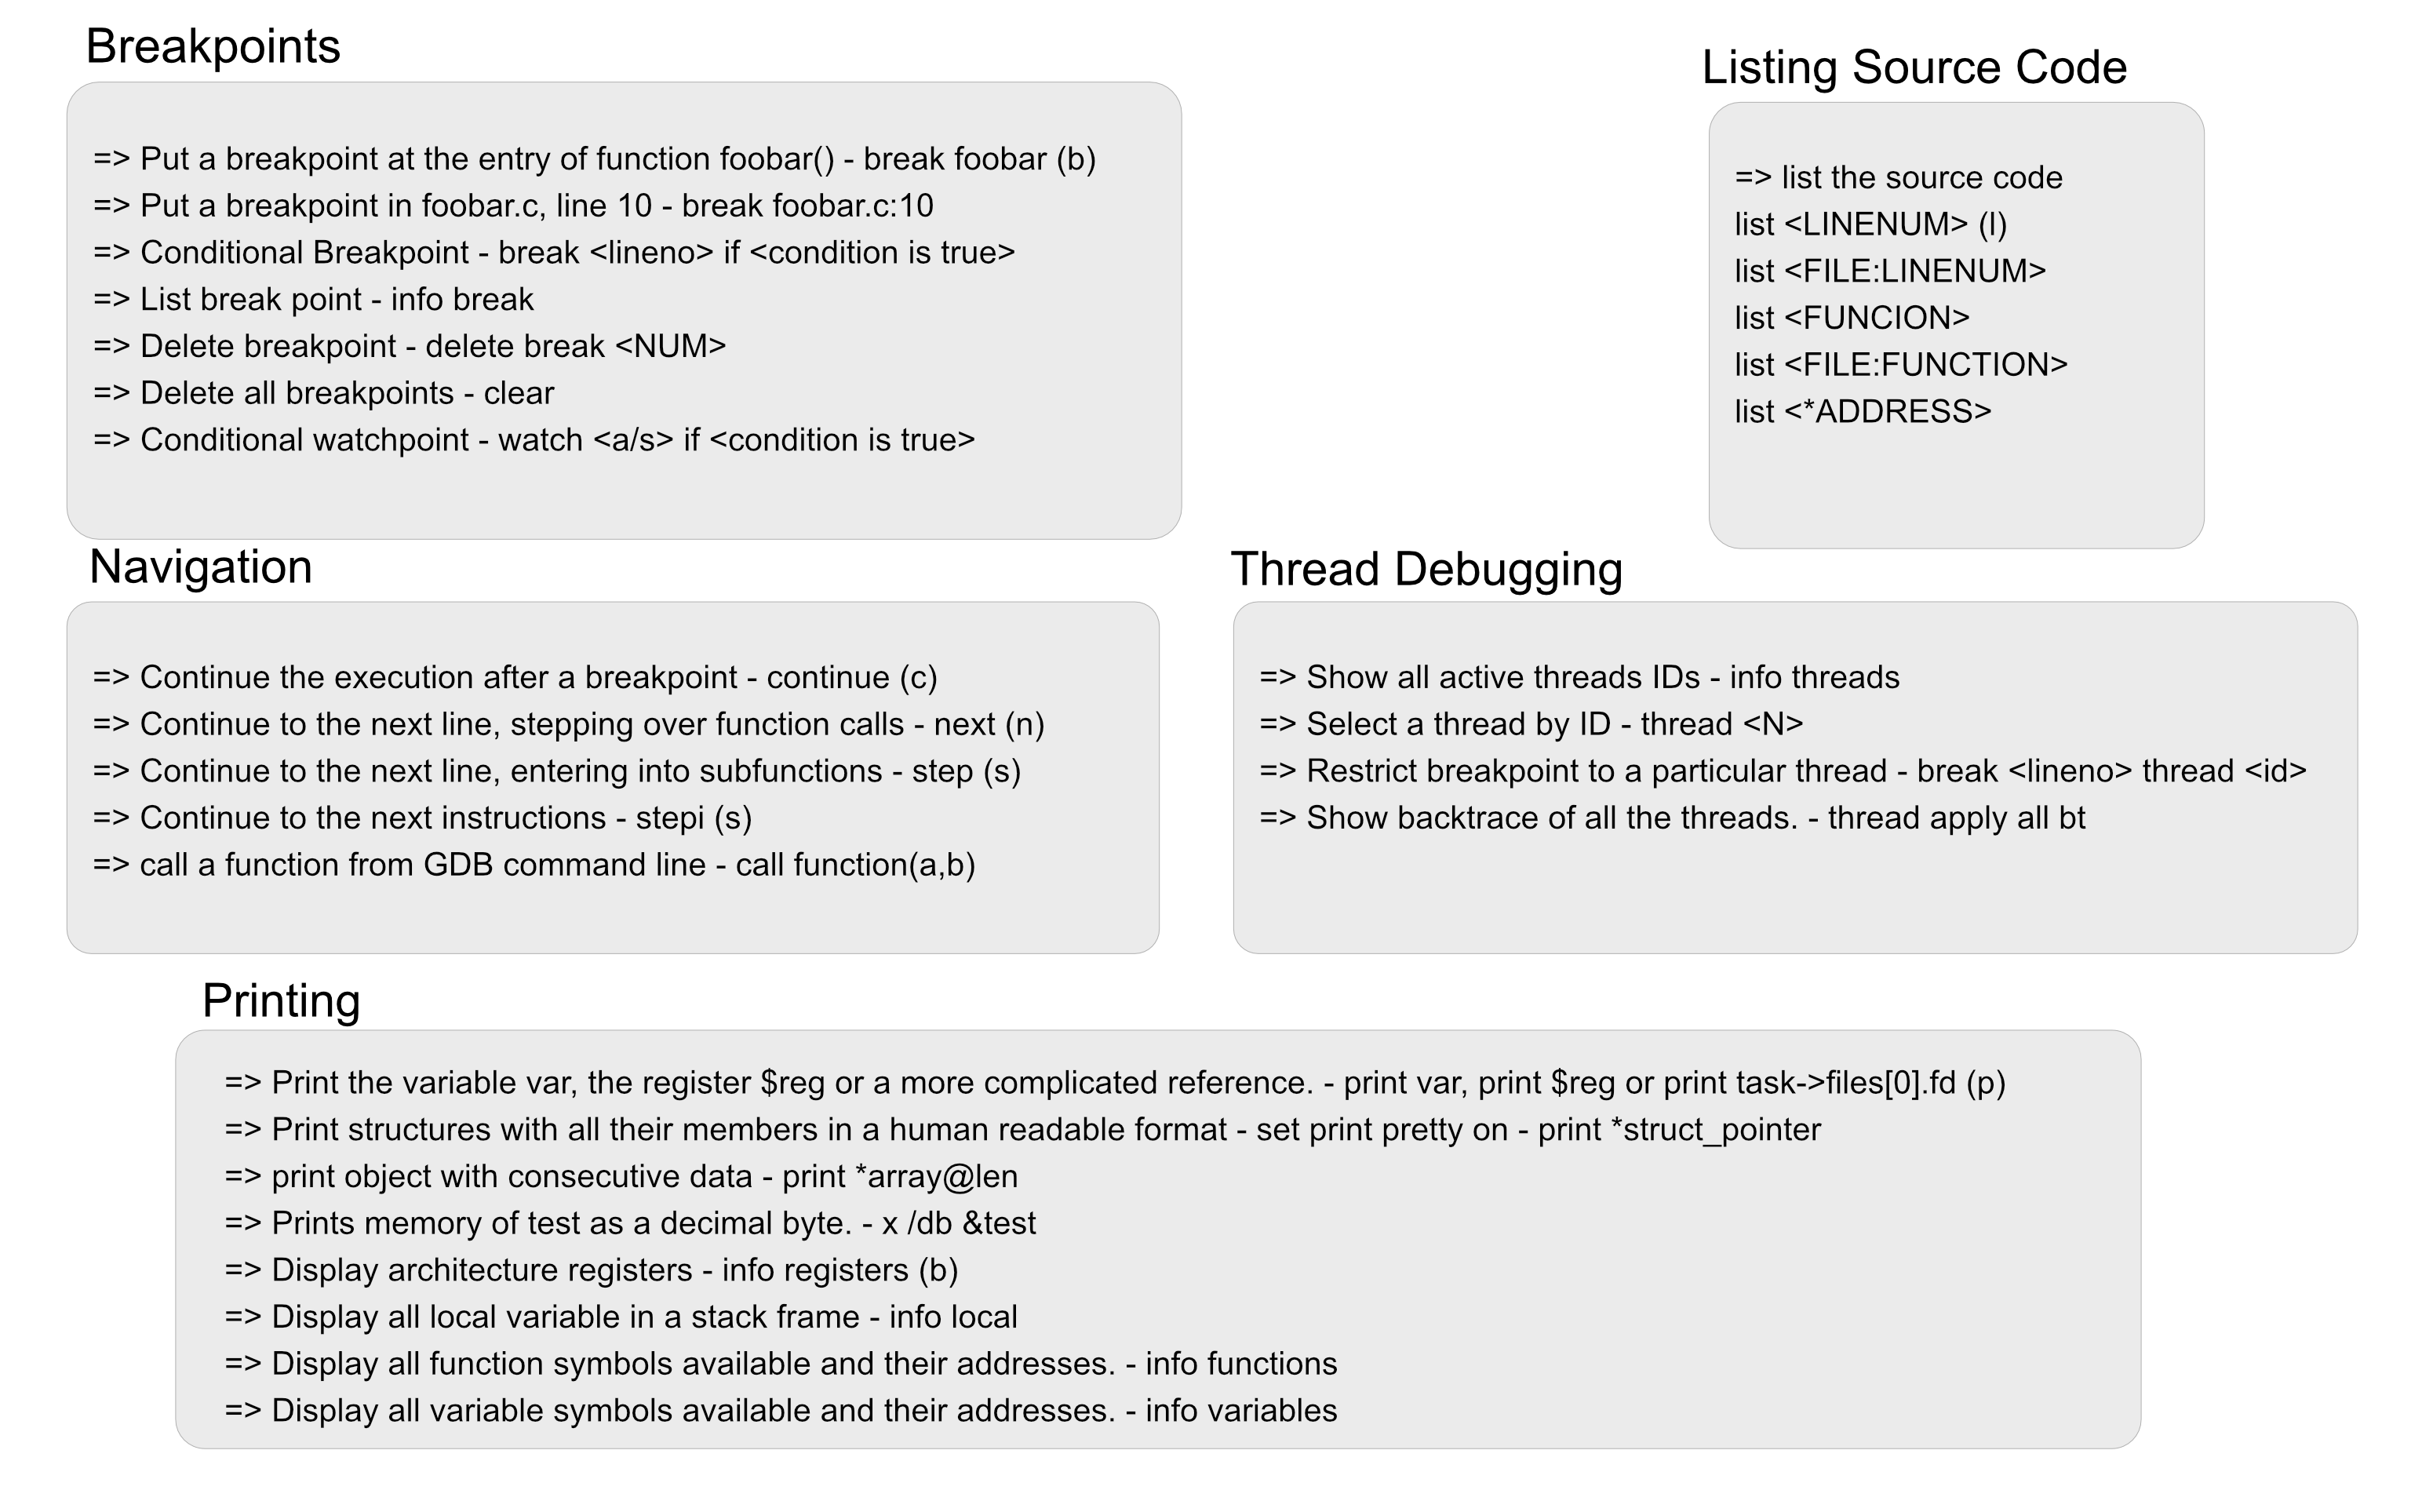 Breakpoints
=> Put a breakpoint at the entry of function foobar() - break foobar (b)
=> Put a breakpoint in foobar.c, line 10 - break foobar.c:10
=> Conditional Breakpoint - break <lineno> if <condition is true>
=> List break point - info break
=> Delete breakpoint - delete break <NUM>
=> Delete all breakpoints - clear
=> Conditional watchpoint - watch <a/s> if <condition is true>
Listing Source Code
=> list the source code
list <LINENUM> (l)
list <FILE:LINENUM>
list <FUNCION>
list <FILE:FUNCTION>
list <*ADDRESS>
Navigation
=> Continue the execution after a breakpoint - continue (c)
=> Continue to the next line, stepping over function calls - next (n)
=> Continue to the next line, entering into subfunctions - step (s)
=> Continue to the next instructions - stepi (s)
=> call a function from GDB command line - call function(a,b)
Thread Debugging
=> Show all active threads IDs - info threads
=> Select a thread by ID - thread <N>
=> Restrict breakpoint to a particular thread - break <lineno> thread <id>
=> Show backtrace of all the threads. - thread apply all bt
Printing
=> Print the variable var, the register $reg or a more complicated reference. - print var, print $reg or print task->files[0].fd (p)
=> Print structures with all their members in a human readable format - set print pretty on - print *struct_pointer
=> print object with consecutive data - print *array@len
=> Prints memory of test as a decimal byte. - x /db &test
=> Display architecture registers - info registers (b)
=> Display all local variable in a stack frame - info local
=> Display all function symbols available and their addresses. - info functions
=> Display all variable symbols available and their addresses. - info variables